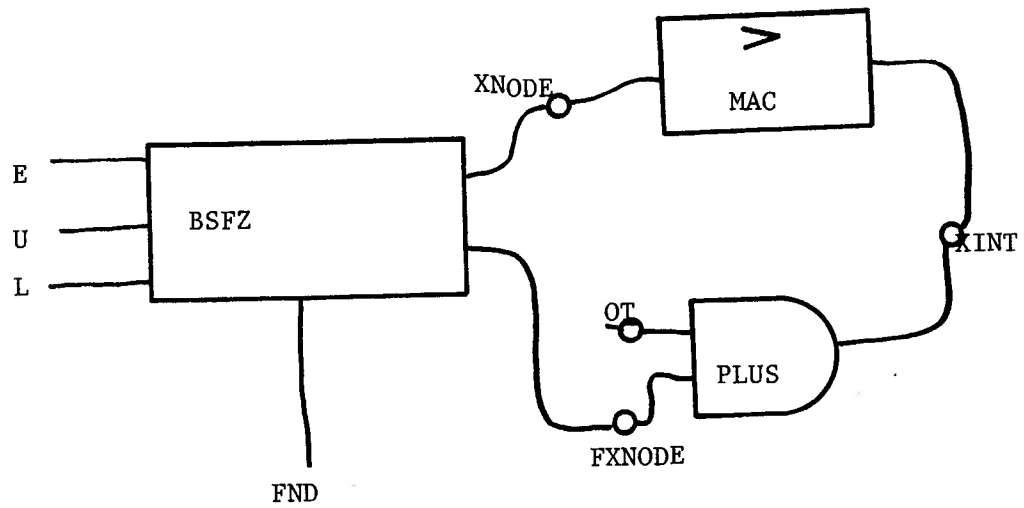 >
MAC
XNODE
E
BSFZ
U
XINT
L
OT
PLUS
FXNODE
FND